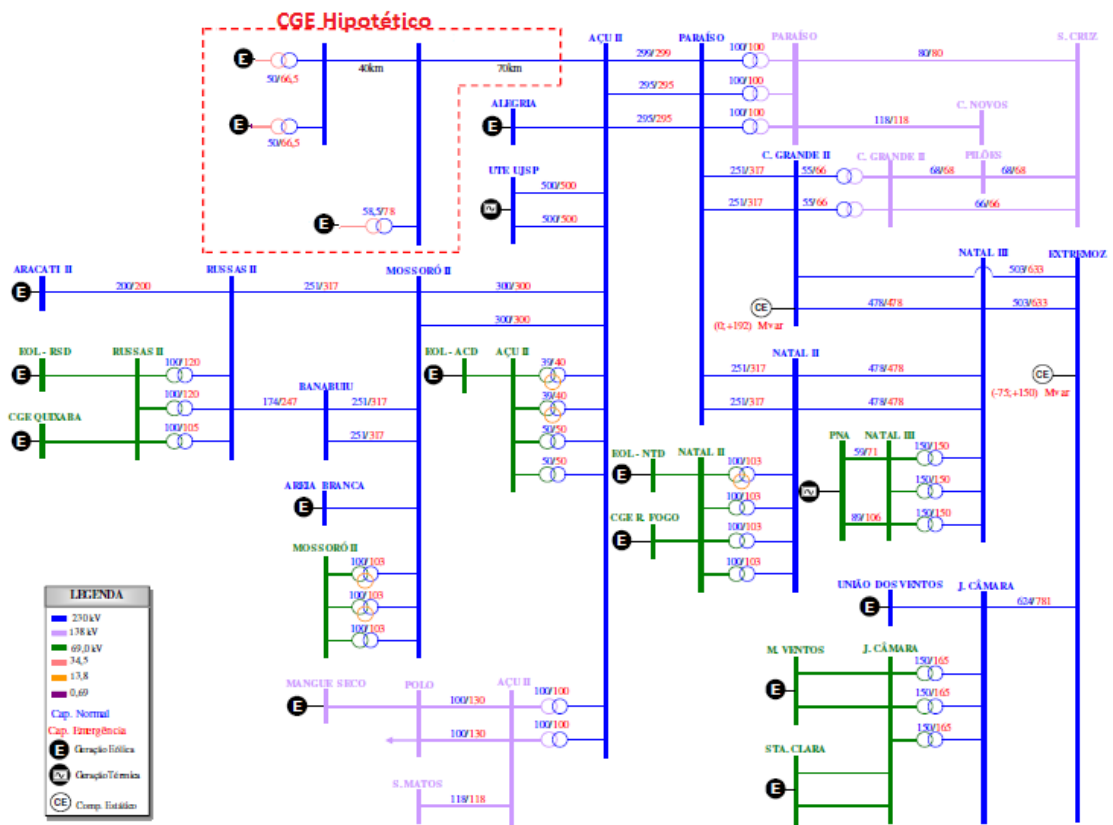 CGE Hipotético
AÇU II
PARAÍSO
PARAÍSO
S. CRUZ
299/299
100/100
80/80
50/66,5
40km
70km
295/295
100/100
ALEGRIA
C. NOVOS
295/295
100/100
118/118
50/66,5
C. GRANDE II
C. GRANDE II
PILÕES
UTE UJSP
500/500
251/317
55/66
68/68
68/68
500/500
251/317
55/66
66/66
58,5/78
ARACATI II
RUSSAS II
MOSSORÓ II
NATAL III
EXTREMOZ
200/200
251/317
300/300
503/633
300/300
478/478
503/633
(0;+192) Mvar
EOL - RSD
RUSSAS II
100/120
EOL - ACD
AÇU II
39/40
NATAL II
251/317
478/478
(-75;+150) Mvar
BANABUIU
100/120
174/247
251/317
39/40
251/317
478/478
CGE QUIXABA
100/105
251/317
50/50
PNA
NATAL III
EOL - NTD
NATAL II
100/103
59/71
150/150
50/50
AREIA BRANCA
100/103
150/150
CGE R. FOGO
100/103
89/106
150/150
MOSSORÓ II
100/103
100/103
100/103
100/103
UNIÃO DOS VENTOS
J. CÂMARA
624/781
LEGENDA
230 kV
138 kV
69,0 kV
34,5
13,8
0,69
Cap. Normal
Cap. Emergência
E
Geração Eólica
Geração Térmica
CE
Comp. Estático
M. VENTOS
J. CÂMARA
150/165
150/165
150/165
STA. CLARA
MANGUE SECO
POLO
AÇU II
100/100
100/130
100/100
100/130
S. MATOS
118/118